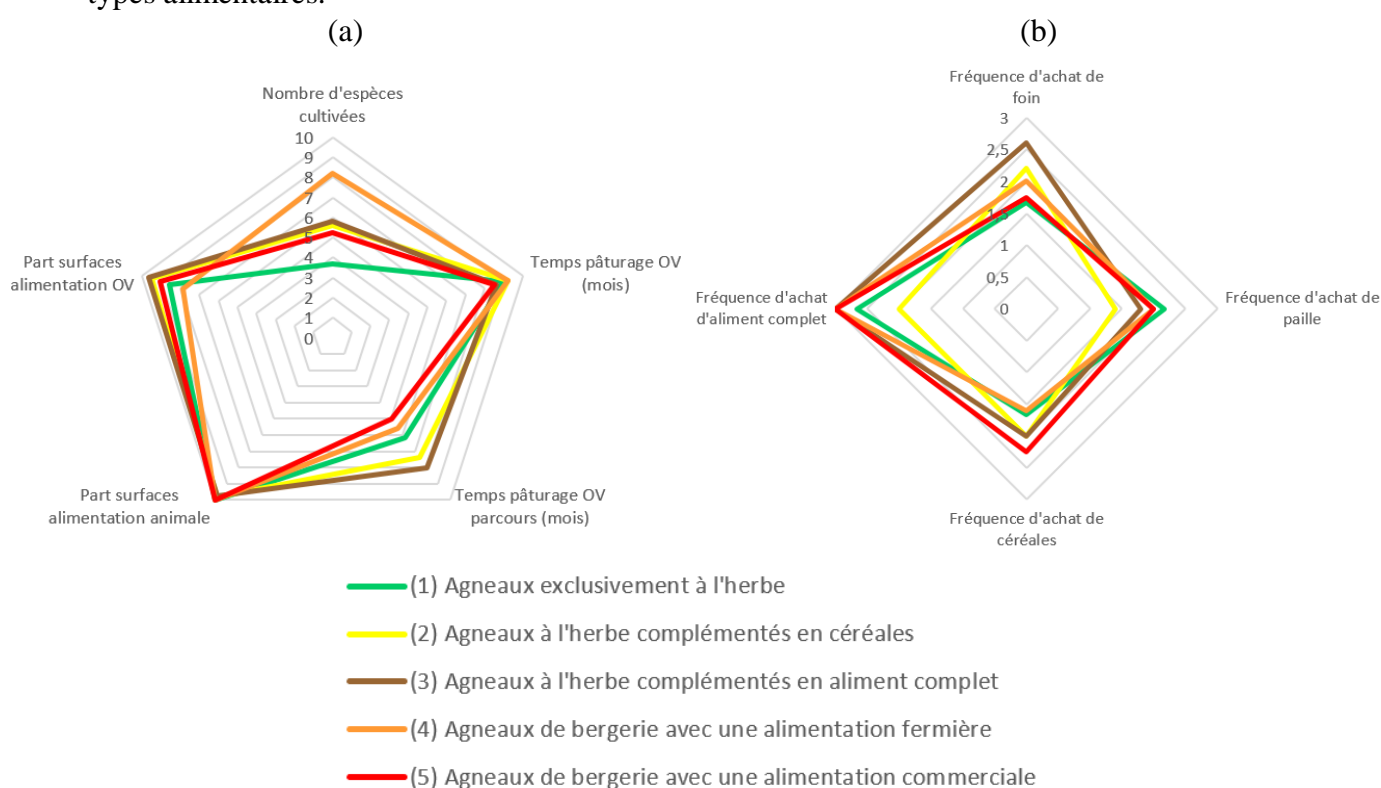 types alimentaires.
(a)
(b)
Nombre d'espèces
cultivées
10
9
8
7
6
5
4
3
2
1
0
Temps pâturage OV
(mois)
Temps pâturage OV
parcours (mois)
Part surfaces
alimentation animale
Part surfaces
alimentation OV
Fréquence d'achat de
foin
3
2,5
2
1,5
1
0,5
0
Fréquence d'achat de
paille
Fréquence d'achat de
céréales
Fréquence d'achat
d'aliment complet
(1) Agneaux exclusivement à l'herbe
(2) Agneaux à l'herbe complémentés en céréales
(3) Agneaux à l'herbe complémentés en aliment complet
(4) Agneaux de bergerie avec une alimentation fermière
(5) Agneaux de bergerie avec une alimentation commerciale